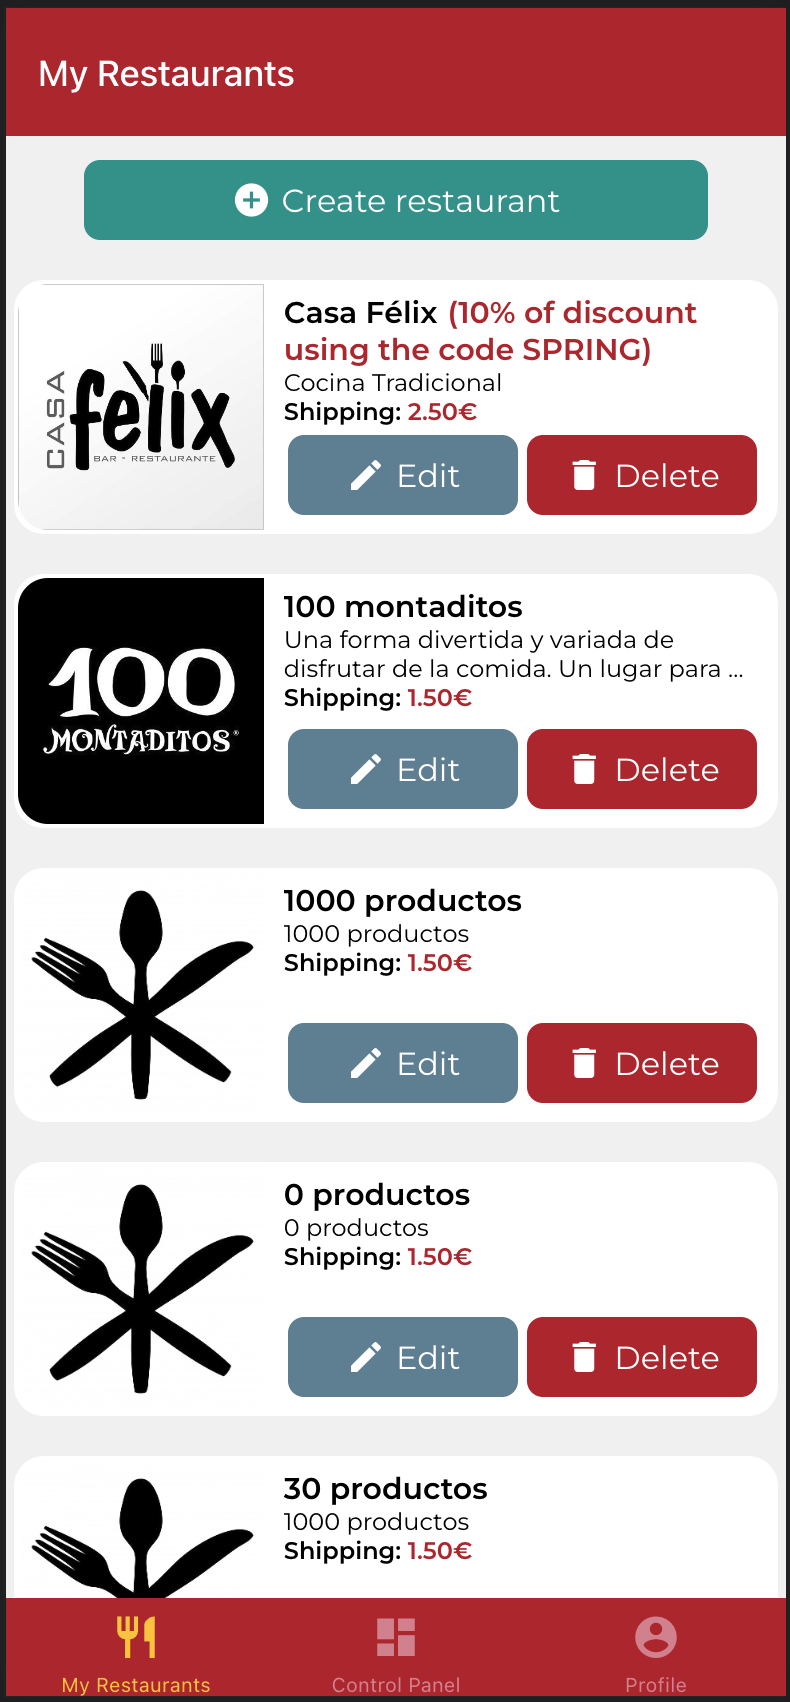 My Restaurants
Create restaurant
CASA
felix
BAR - RESTAURANTE
Casa Félix (10% of discount
using the code SPRING)
Cocina Tradicional
Shipping: 2.50€
Edit
Delete
100
MONTADITOS®
100 montaditos
Una forma divertida y variada de
disfrutar de la comida. Un lugar para ...
Shipping: 1.50€
Edit
Delete
1000 productos
1000 productos
Shipping: 1.50€
Edit
Delete
0 productos
0 productos
Shipping: 1.50€
Edit
Delete
30 productos
1000 productos
Shipping: 1.50€
My Restaurants
Control Panel
Profile